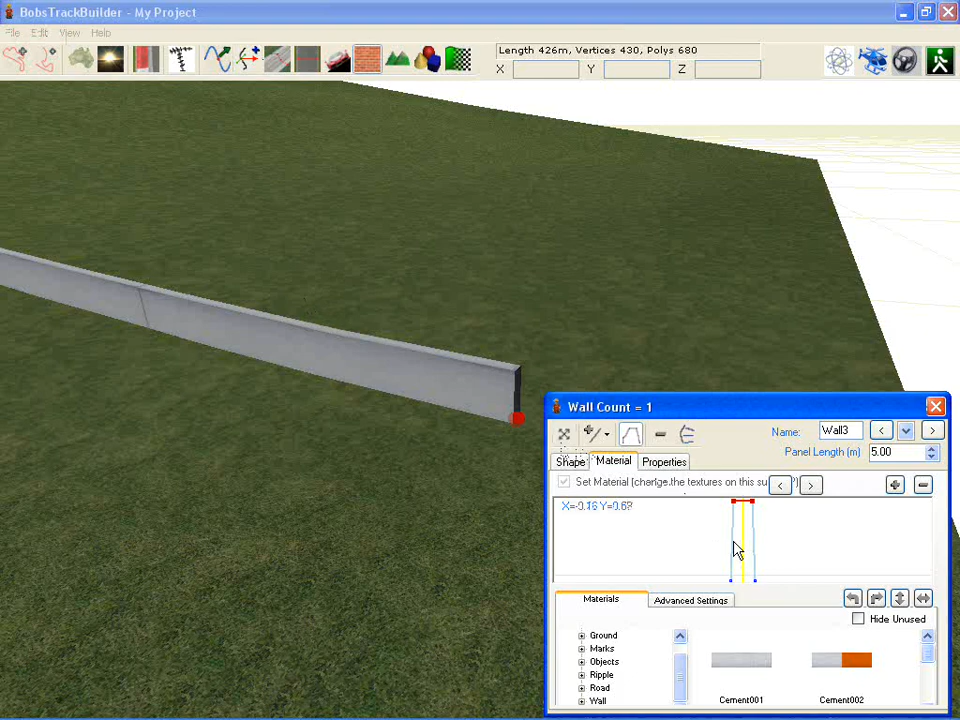 BobsTrackBuilder - My Project
File Edit View Help
Length 426m, Vertices 430, Polys 680
X Y Z
Wall Count = 1
Name: Wall3
Panel Length (m) 5.00
Shape Material Properties
Set Material (change the textures on this su
X=-0.16 Y=0.6?
Materials Advanced Settings
Hide Unused
Ground
Marks
Objects
Ripple
Road
Wall
Cement001 Cement002